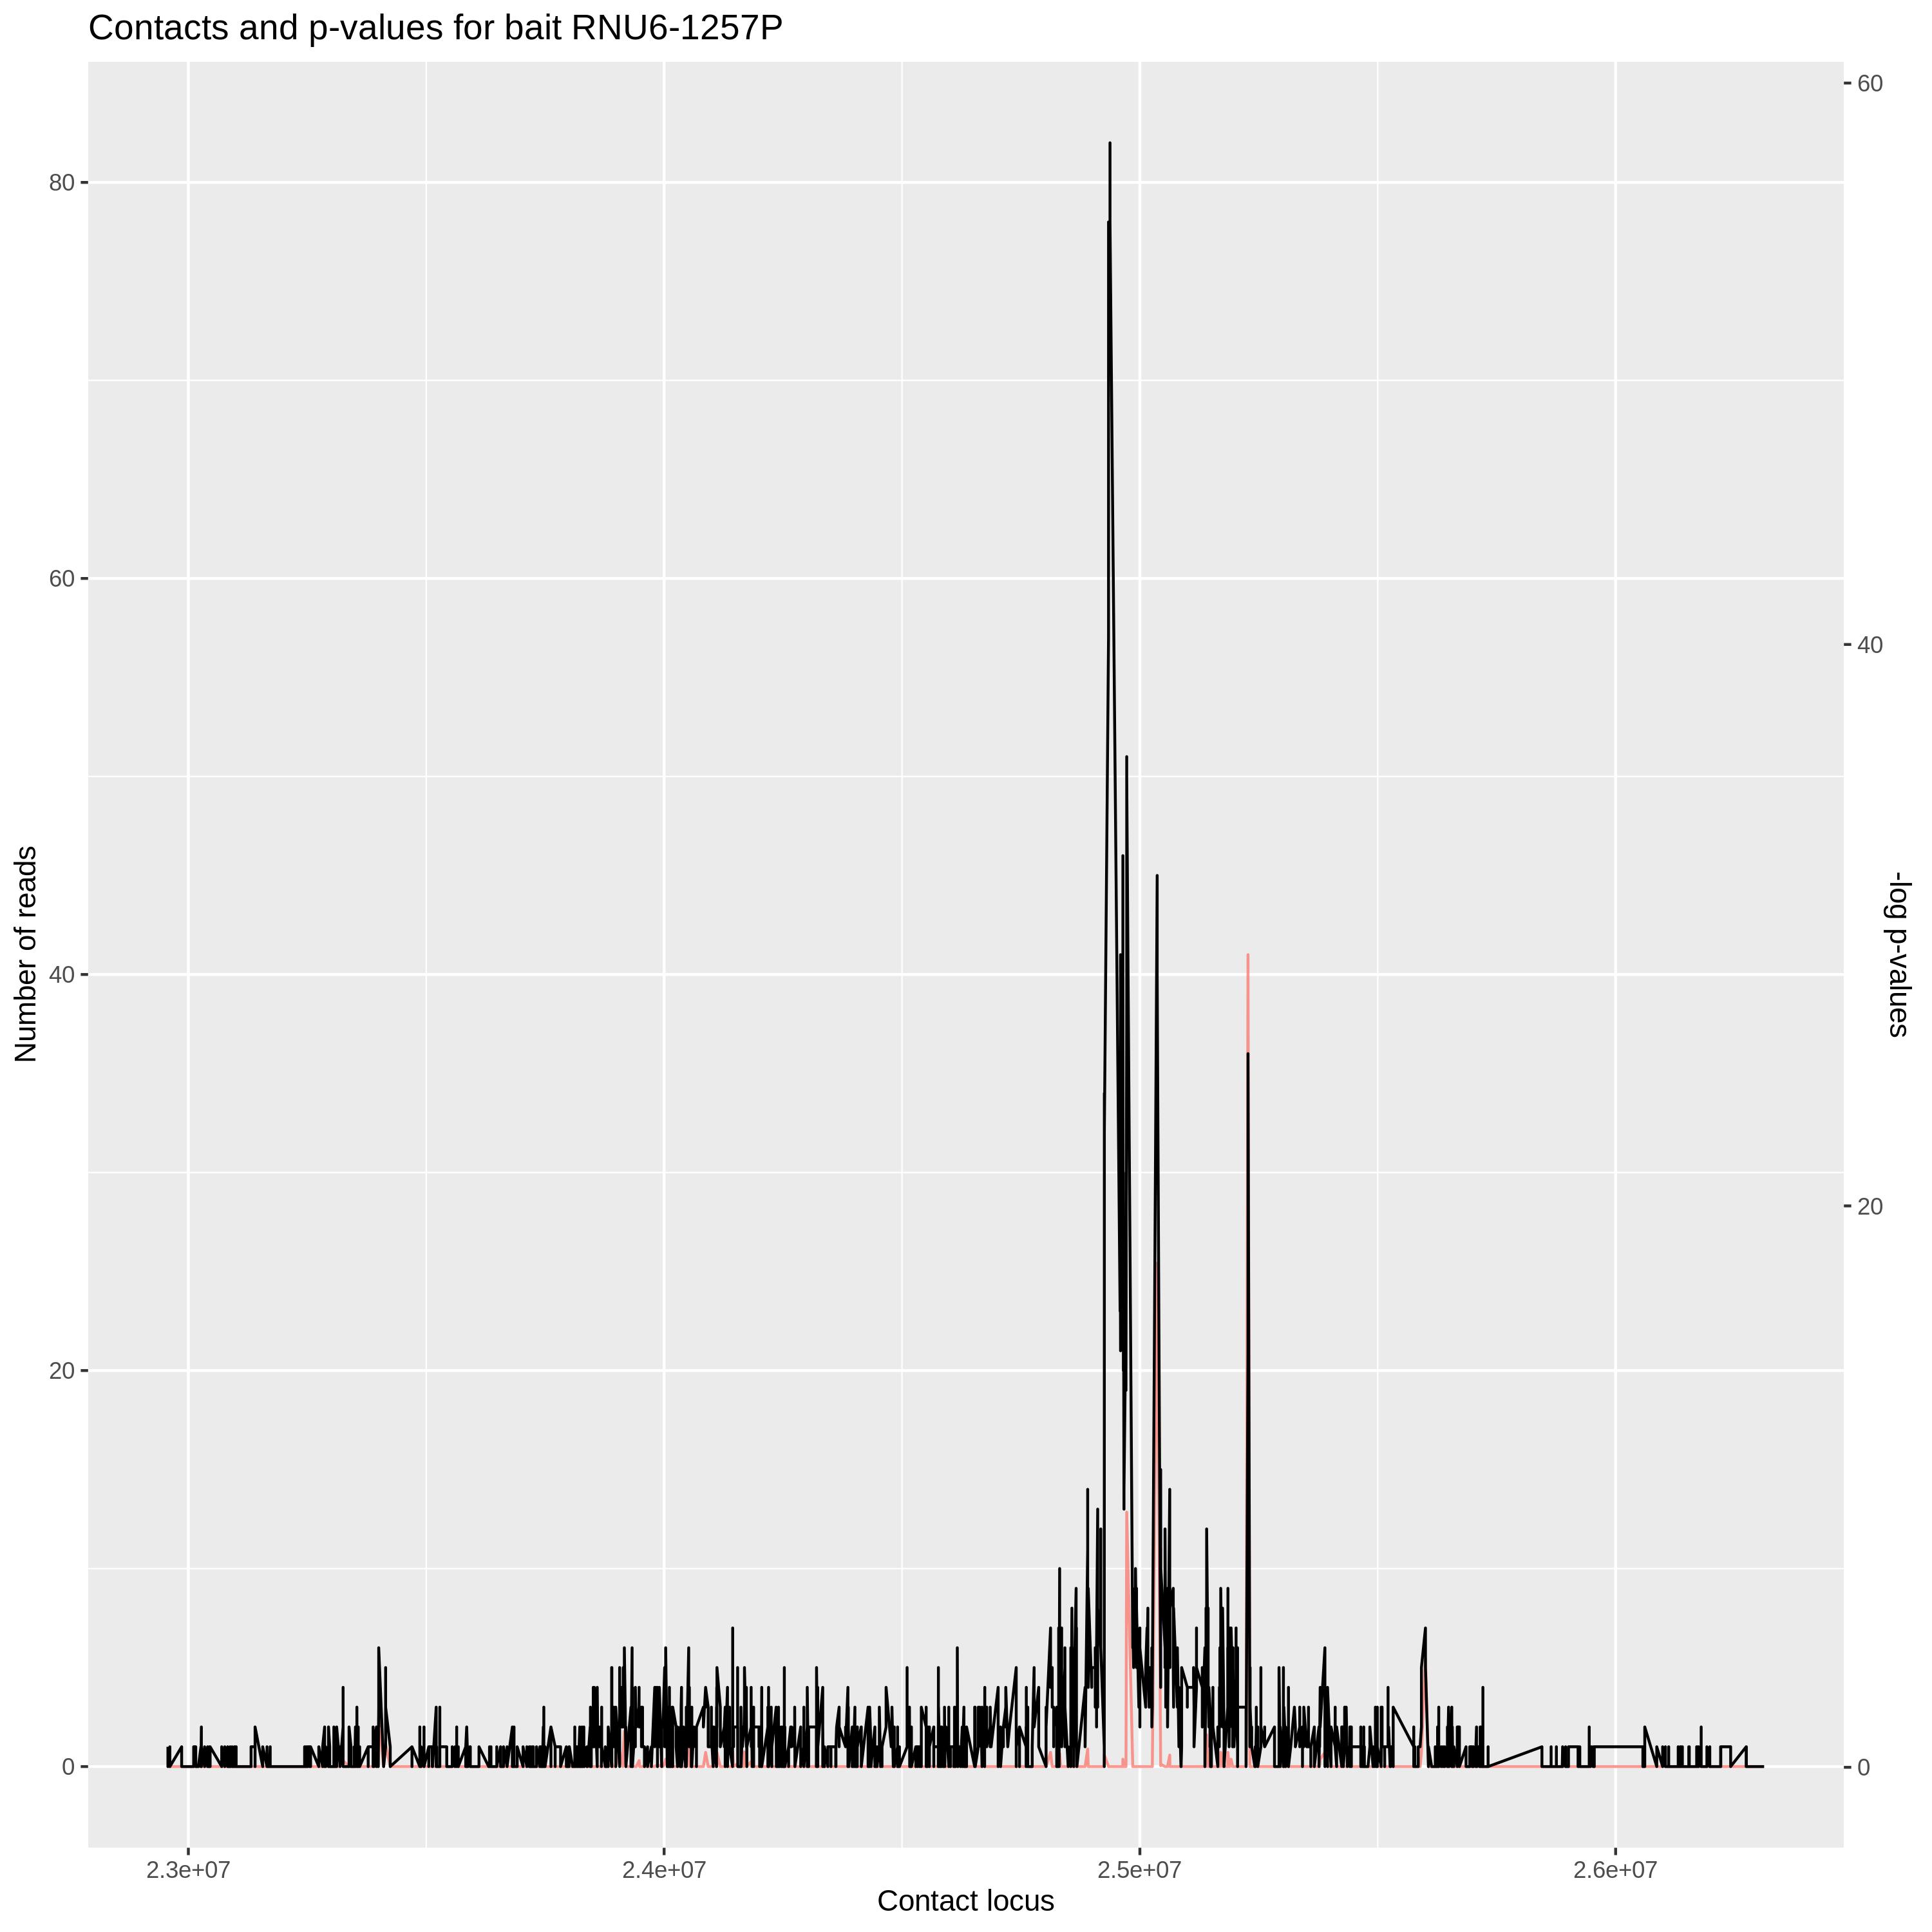 Contacts and p-values for bait RNU6-1257P
60
80
60
40
40
20
20
0
0
Number of reads
-log p-values
2.3e+07 2.4e+07 2.5e+07 2.6e+07
Contact locus